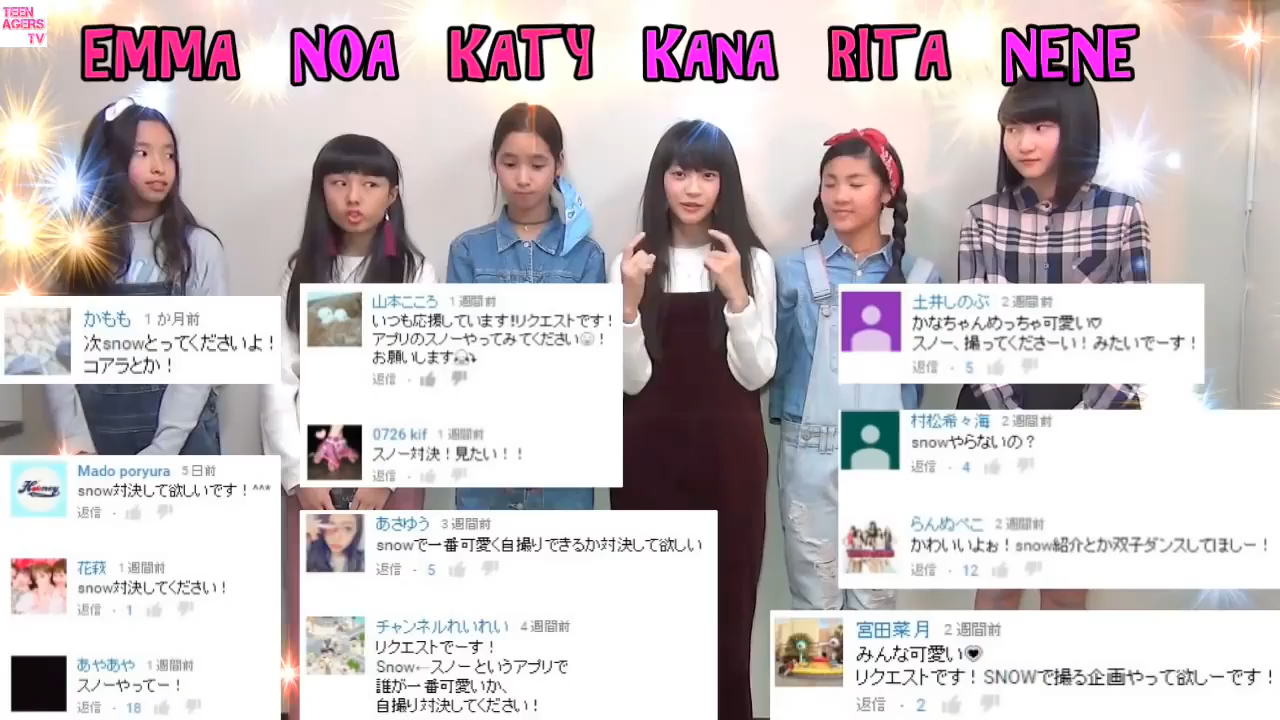 TEEN
AGERS
TV
EMMA NOA KATY KANA RITA NENE
かもも 1か月前
次snowとってくださいよ！
コアラとか！
Mado poryura 5日前
snow対決して欲しいです！^^*
返信
花萩 1週間前
snow対決してください！
返信 ・ 1
あやあや 1週間前
スノーやってー！
返信 ・ 18
山本こころ 1週間前
いつも応援しています!!リクエストです！
アプリのスノーやってみてください！
お願いします
返信 ・
0726 kif 1週間前
スノー対決！見たい！！
返信 ・
あさゆう 3週間前
snowで一番可愛く自撮りできるか対決して欲しい
返信 ・ 5
チャンネルれいれい 4週間前
リクエストでーす！
Snow←スノーというアプリで
誰が一番可愛いか、
自撮り対決してください！
土井しのぶ 2週間前
かなちゃんめっちゃ可愛い♡
スノー、撮ってくださーい！みたいでーす！
返信 ・ 5
村松希々海 2週間前
snowやらないの？
返信 ・ 4
らんぬぺこ 2週間前
かわいいよぉ！snow紹介とか双子ダンスしてほしー！
返信 ・ 12
宮田菜月 2週間前
みんな可愛い💓
リクエストです！SNOWで撮る企画やって欲しーです！
返信 ・ 2